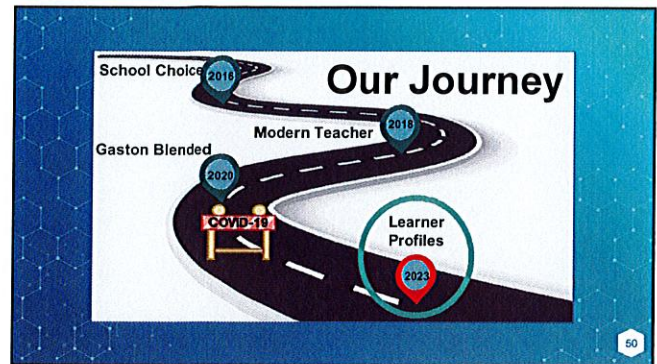 Our Journey
School Choice
2016
Modern Teacher
2018
Gaston Blended
2020
COVID-19
Learner
Profiles
2023
50